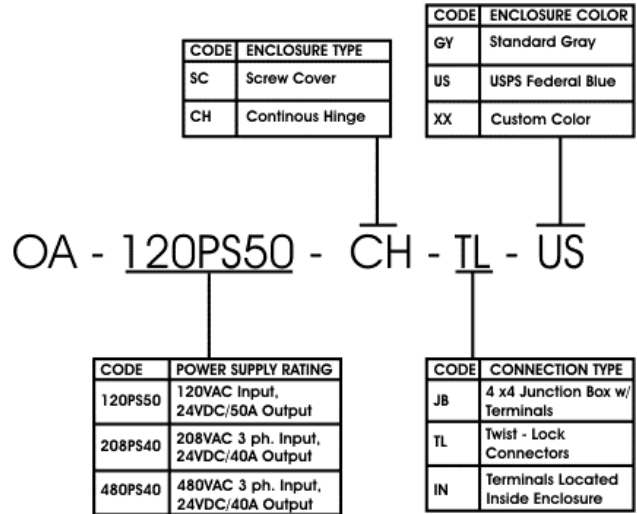 CODE ENCLOSURE TYPE
SC Screw Cover
CH Continous Hinge
CODE ENCLOSURE COLOR
GY Standard Gray
US USPS Federal Blue
XX Custom Color
OA - 120PS50 - CH - TL - US
CODE POWER SUPPLY RATING
120PS50 120VAC Input,
24VDC/50A Output
208PS40 208VAC 3 ph. Input,
24VDC/40A Output
480PS40 480VAC 3 ph. Input,
24VDC/40A Output
CODE CONNECTION TYPE
JB 4 x4 Junction Box w/
Terminals
TL Twist - Lock
Connectors
IN Terminals Located
Inside Enclosure